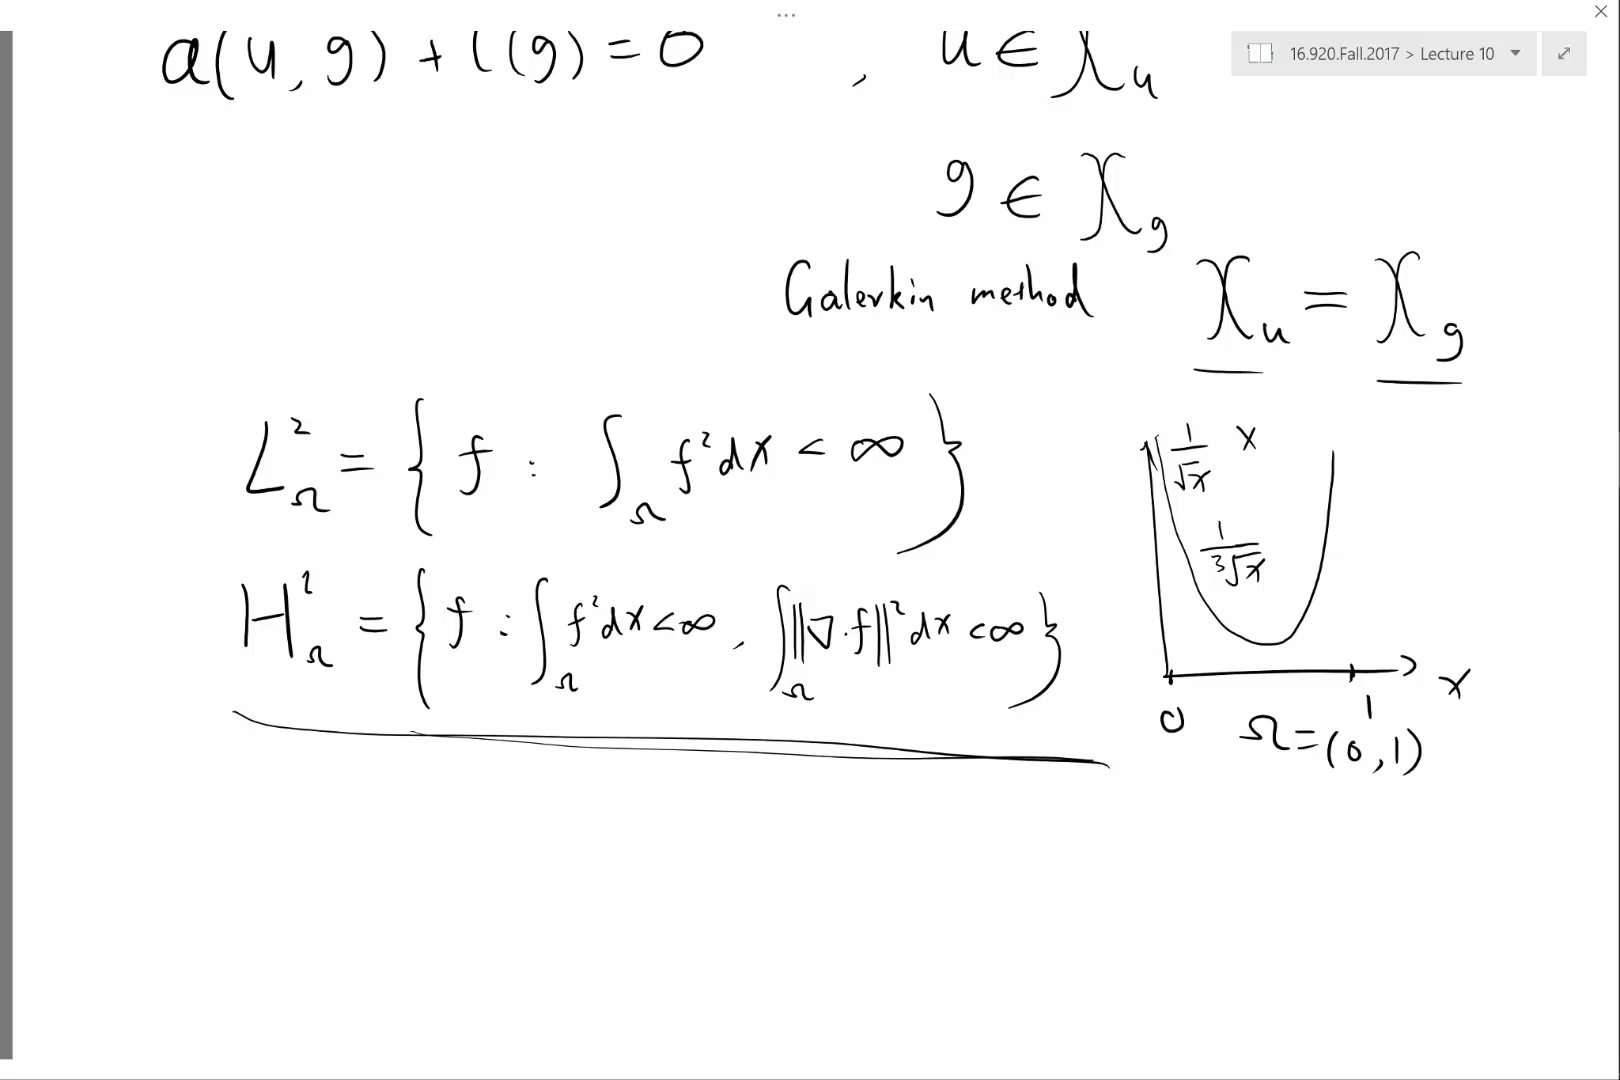 a(u, g) + l(g) = 0 , u ∈ X_u
16.920.Fall.2017 > Lecture 10
g ∈ X_g
Galerkin method X_u = X_g
L²_Ω = { f : ∫_Ω f² dx < ∞ }
1/√x x
1/³√x
H¹_Ω = { f : ∫_Ω f² dx < ∞ , ∫_Ω ||∇·f||² dx < ∞ }
x
0 1
Ω = (0, 1)